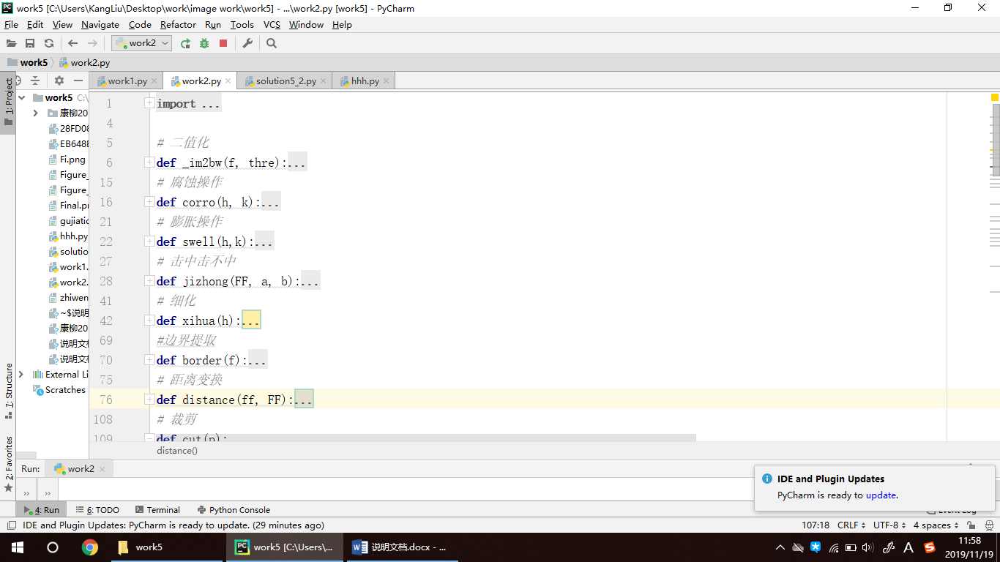 work5 [C:\Users\KangLiu\Desktop\work\image work\work5] - ...\work2.py [work5] - PyCharm
File Edit View Navigate Code Refactor Run Tools VCS Window Help
work2
work5 work2.py
work1.py work2.py solution5_2.py hhh.py
1: Project
work5 C:\
康柳20
28FD08
EB648E
Fi.png
Figure_
Figure_
Final.pr
gujiatic
hhh.py
solutio
work1.
work2.
zhiwen
~$说明
康柳20
说明文档
说明文档
External Li
Scratches
7: Structure
2: Favorites
1 import ...
4
5 # 二值化
6 def _im2bw(f, thre):...
15 # 腐蚀操作
16 def corro(h, k):...
21 # 膨胀操作
22 def swell(h,k):...
27 # 击中击不中
28 def jizhong(FF, a, b):...
41 # 细化
42 def xihua(h):...
69 #边界提取
70 def border(f):...
75 # 距离变换
76 def distance(ff, FF):...
108 # 裁剪
109 def cut(p):
distance()
Run: work2
» »
IDE and Plugin Updates
PyCharm is ready to update.
4: Run 6: TODO Terminal Python Console Event Log
IDE and Plugin Updates: PyCharm is ready to update. (29 minutes ago) 107:18 CRLF UTF-8 4 spaces
work5 work5 [C:\Users\... 说明文档.docx - ... A 11:58
2019/11/19